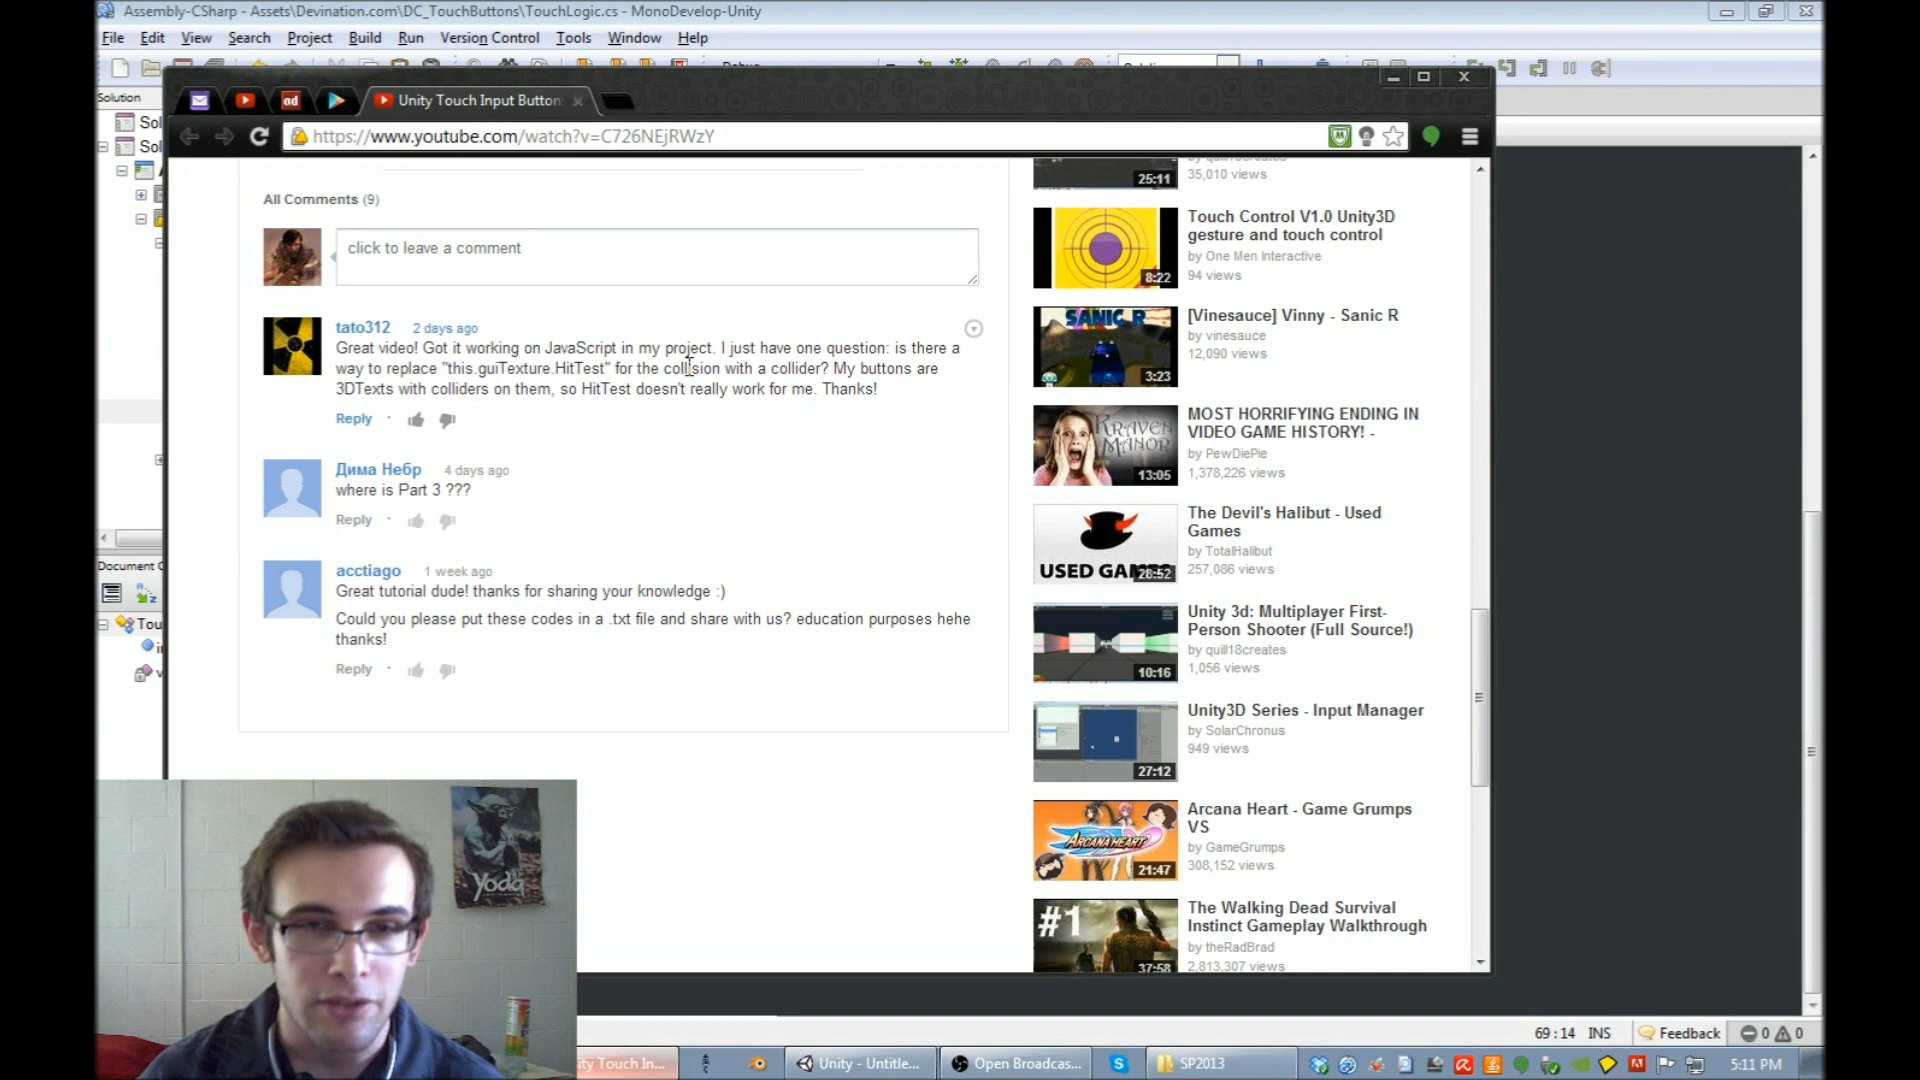 Assembly-CSharp - Assets\Devination.com\DC_TouchButtons\TouchLogic.cs - MonoDevelop-Unity
File Edit View Search Project Build Run Version Control Tools Window Help
Solution
Unity Touch Input Button
https://www.youtube.com/watch?v=C726NEjRWzY
All Comments (9)
click to leave a comment
tato312 2 days ago
Great video! Got it working on JavaScript in my project. I just have one question: is there a
way to replace "this.guiTexture.HitTest" for the collision with a collider? My buttons are
3DTexts with colliders on them, so HitTest doesn't really work for me. Thanks!
Reply
Дима Небр 4 days ago
where is Part 3 ???
Reply
acctiago 1 week ago
Great tutorial dude! thanks for sharing your knowledge :)
Could you please put these codes in a .txt file and share with us? education purposes hehe
thanks!
Reply
25:11
35,010 views
Touch Control V1.0 Unity3D
gesture and touch control
by One Men Interactive
94 views
8:22
SANIC R
[Vinesauce] Vinny - Sanic R
by vinesauce
12,090 views
3:23
KRAVEN
MANOR
MOST HORRIFYING ENDING IN
VIDEO GAME HISTORY! -
by PewDiePie
1,378,226 views
13:05
The Devil's Halibut - Used
Games
by TotalHalibut
257,086 views
28:52
Unity 3d: Multiplayer First-
Person Shooter (Full Source!)
by quill18creates
1,056 views
10:16
Unity3D Series - Input Manager
by SolarChronus
949 views
27:12
ARCANA HEART
Arcana Heart - Game Grumps
VS
by GameGrumps
308,152 views
21:47
#1
The Walking Dead Survival
Instinct Gameplay Walkthrough
by theRadBrad
2,813,307 views
37:58
Yoda
69 : 14 INS Feedback 0 0
ity Touch In... Unity - Untitle... Open Broadcas... SP2013 5:11 PM